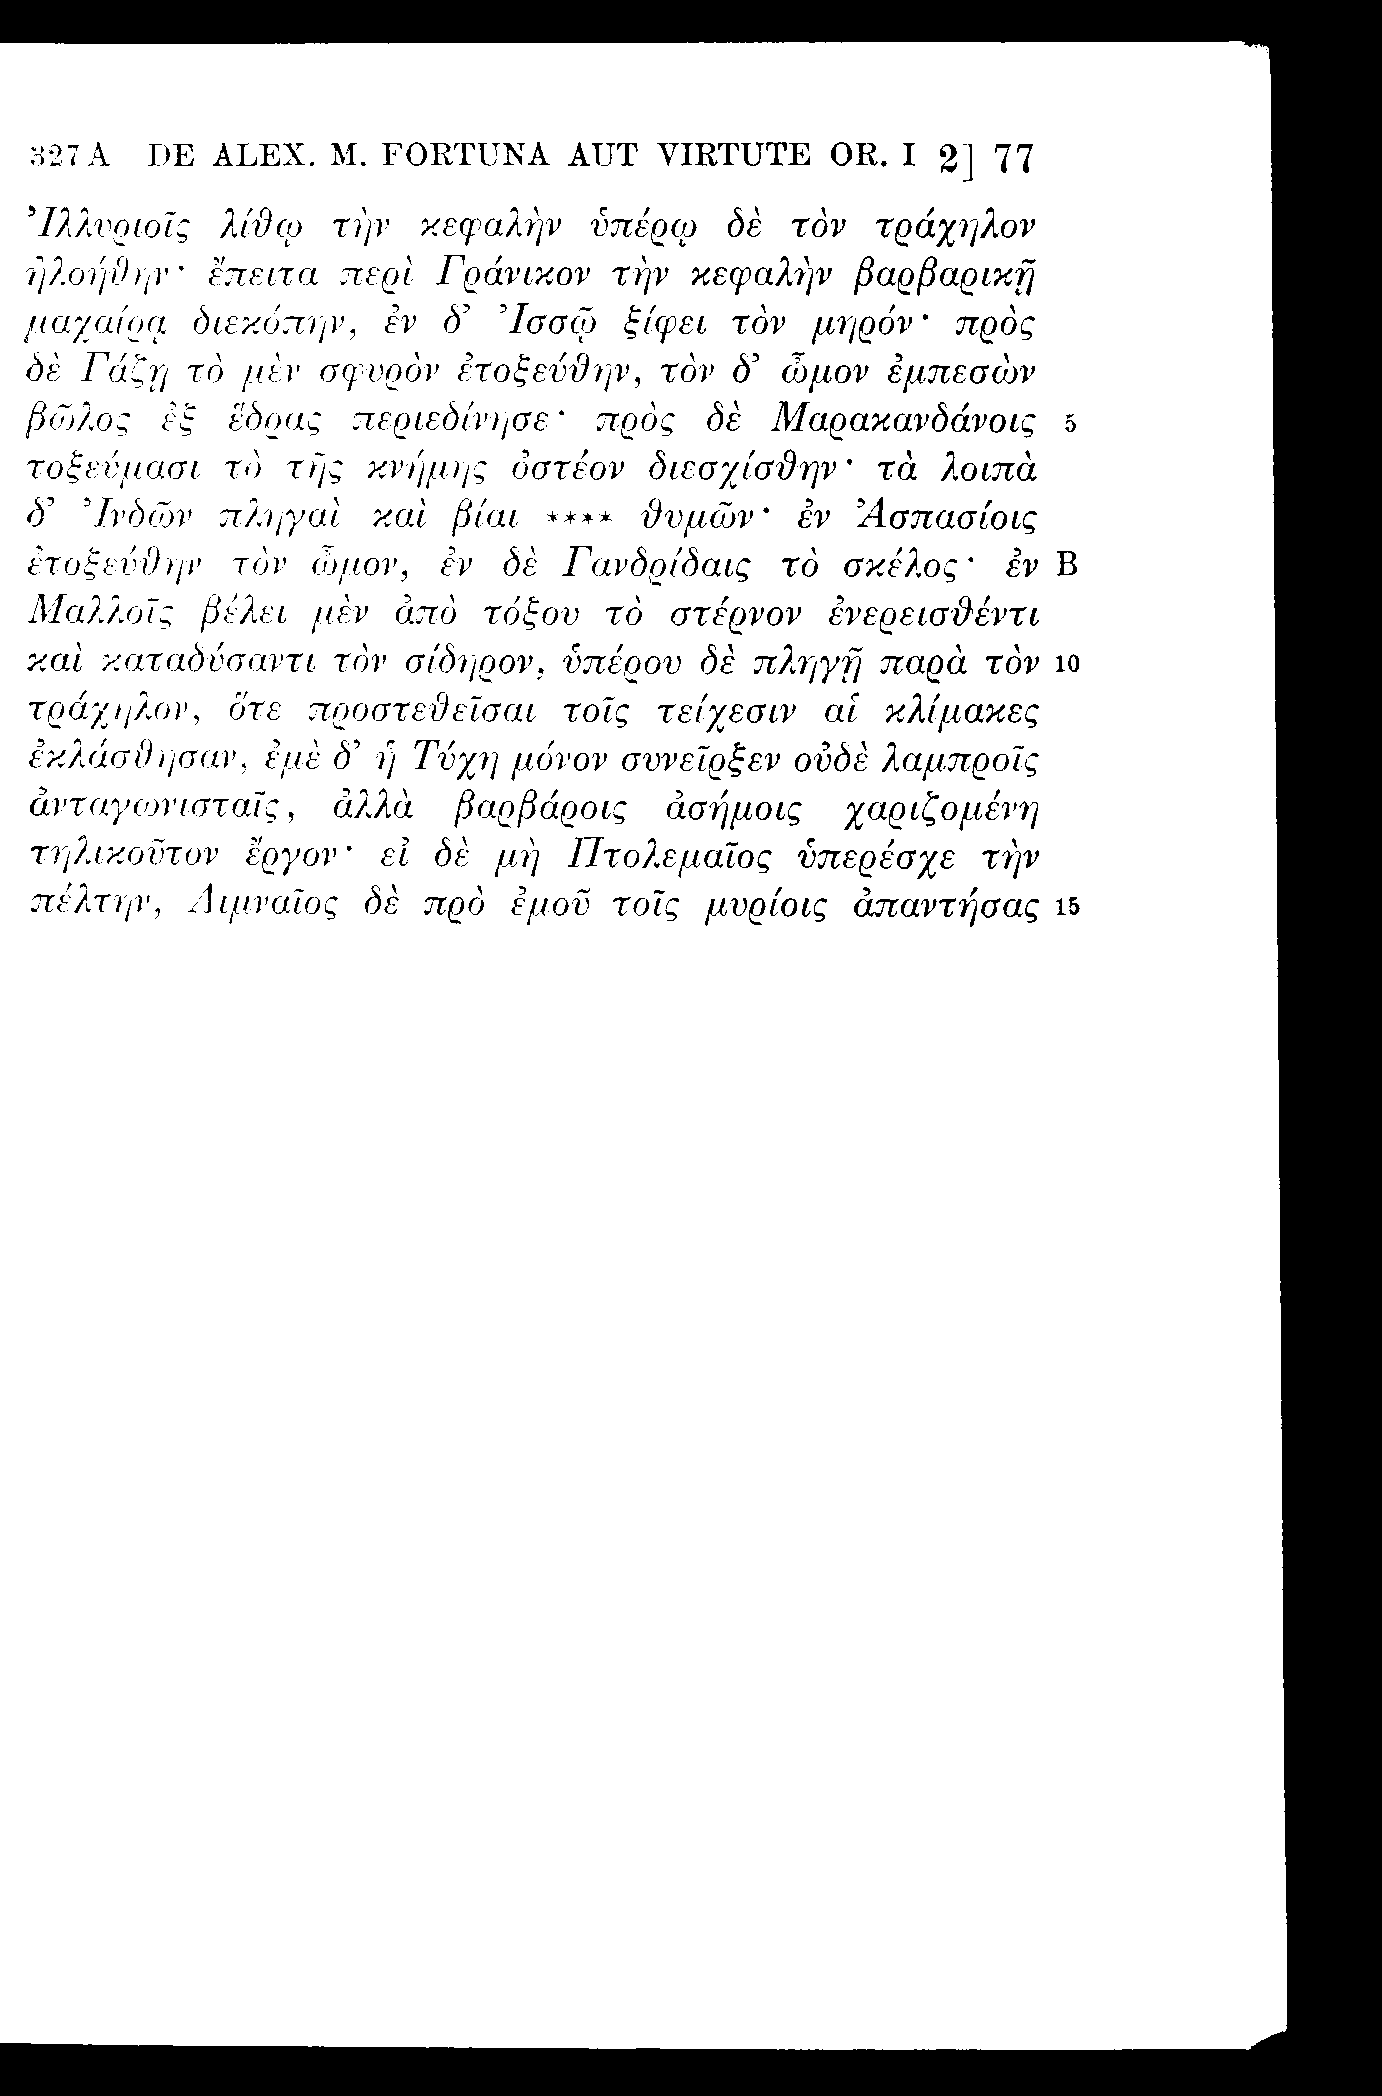 327 A DE ALEX. M. FORTUNA AUT VIRTUTE OR. I 2] 77
Ἰλλυριοῖς λίθῳ τὴν κεφαλὴν ὑπέρῳ δὲ τὸν τράχηλον
ἠλοήθην· ἔπειτα περὶ Γράνικον τὴν κεφαλὴν βαρβαρικῇ
μαχαίρᾳ διεκόπην, ἐν δ’ Ἰσσῷ ξίφει τὸν μηρόν· πρὸς
δὲ Γάζῃ τὸ μὲν σφυρὸν ἐτοξεύθην, τὸν δ’ ὦμον ἐμπεσὼν
βῶλος ἐξ ἕδρας περιεδίνησε· πρὸς δὲ Μαρακανδάνοις 5
τοξεύμασι τὸ τῆς κνήμης ὀστέον διεσχίσθην· τὰ λοιπὰ
δ’ Ἰνδῶν πληγαὶ καὶ βίαι **** θυμῶν· ἐν Ἀσπασίοις
ἐτοξεύθην τὸν ὦμον, ἐν δὲ Γανδρίδαις τὸ σκέλος· ἐν B
Μαλλοῖς βέλει μὲν ἀπὸ τόξου τὸ στέρνον ἐνερεισθέντι
καὶ καταδύσαντι τὸν σίδηρον, ὑπέρου δὲ πληγῇ παρὰ τὸν 10
τράχηλον, ὅτε προστεθεῖσαι τοῖς τείχεσιν αἱ κλίμακες
ἐκλάσθησαν, ἐμὲ δ’ ἡ Τύχη μόνον συνεῖρξεν οὐδὲ λαμπροῖς
ἀνταγωνισταῖς, ἀλλὰ βαρβάροις ἀσήμοις χαριζομένη
τηλικοῦτον ἔργον· εἰ δὲ μὴ Πτολεμαῖος ὑπερέσχε τὴν
πέλτην, Λιμναῖος δὲ πρὸ ἐμοῦ τοῖς μυρίοις ἀπαντήσας 15